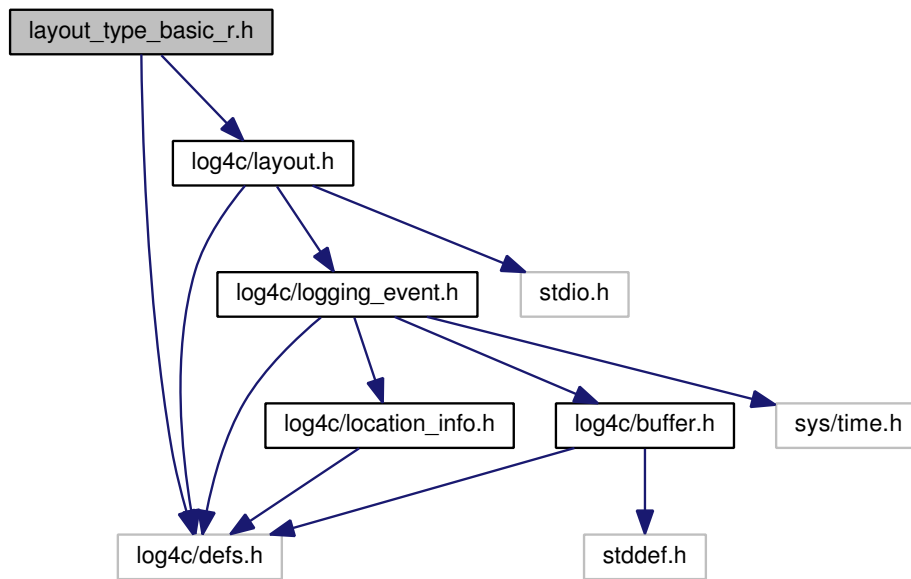 layout_type_basic_r.h
log4c/layout.h
log4c/logging_event.h
stdio.h
log4c/location_info.h
log4c/buffer.h
sys/time.h
log4c/defs.h
stddef.h